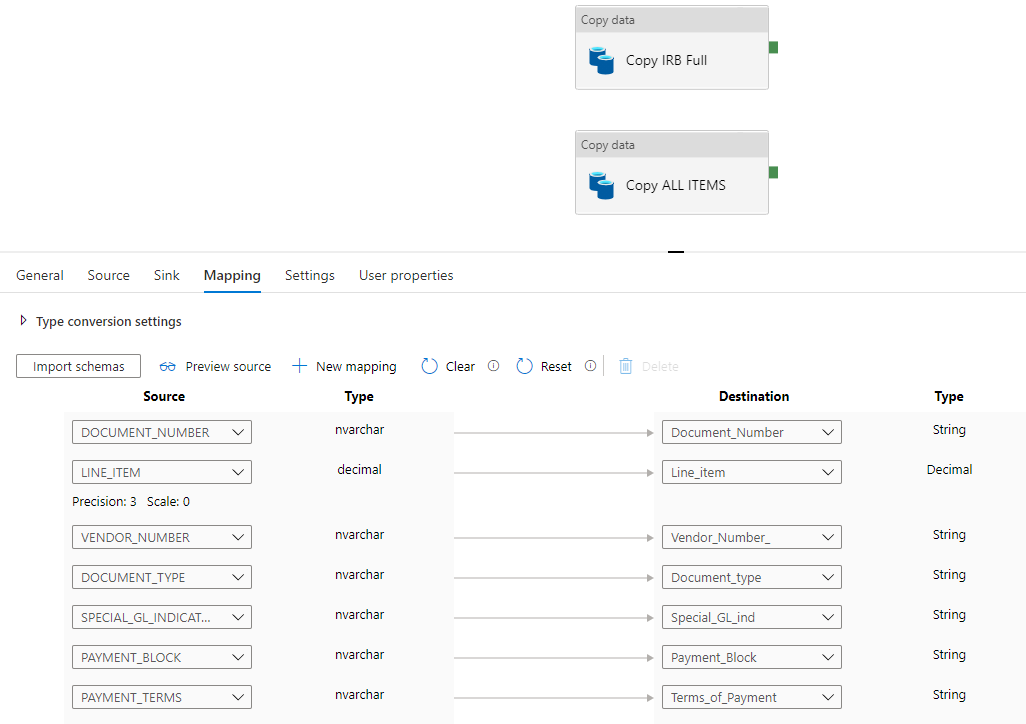 Copy data
Copy IRB Full
Copy data
Copy ALL ITEMS
General Source Sink Mapping Settings User properties
Type conversion settings
Import schemas Preview source New mapping Clear Reset Delete
Source Type Destination Type
DOCUMENT_NUMBER nvarchar Document_Number String
LINE_ITEM decimal Line_item Decimal
Precision: 3 Scale: 0
VENDOR_NUMBER nvarchar Vendor_Number_ String
DOCUMENT_TYPE nvarchar Document_type String
SPECIAL_GL_INDICAT... nvarchar Special_GL_ind String
PAYMENT_BLOCK nvarchar Payment_Block String
PAYMENT_TERMS nvarchar Terms_of_Payment String